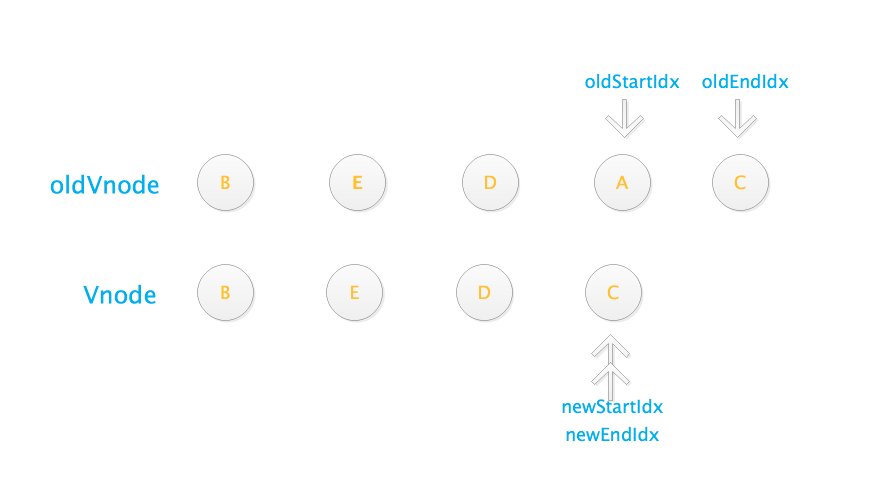 oldStartIdx oldEndIdx
oldVnode B E D A C
Vnode B E D C
newStartIdx
newEndIdx